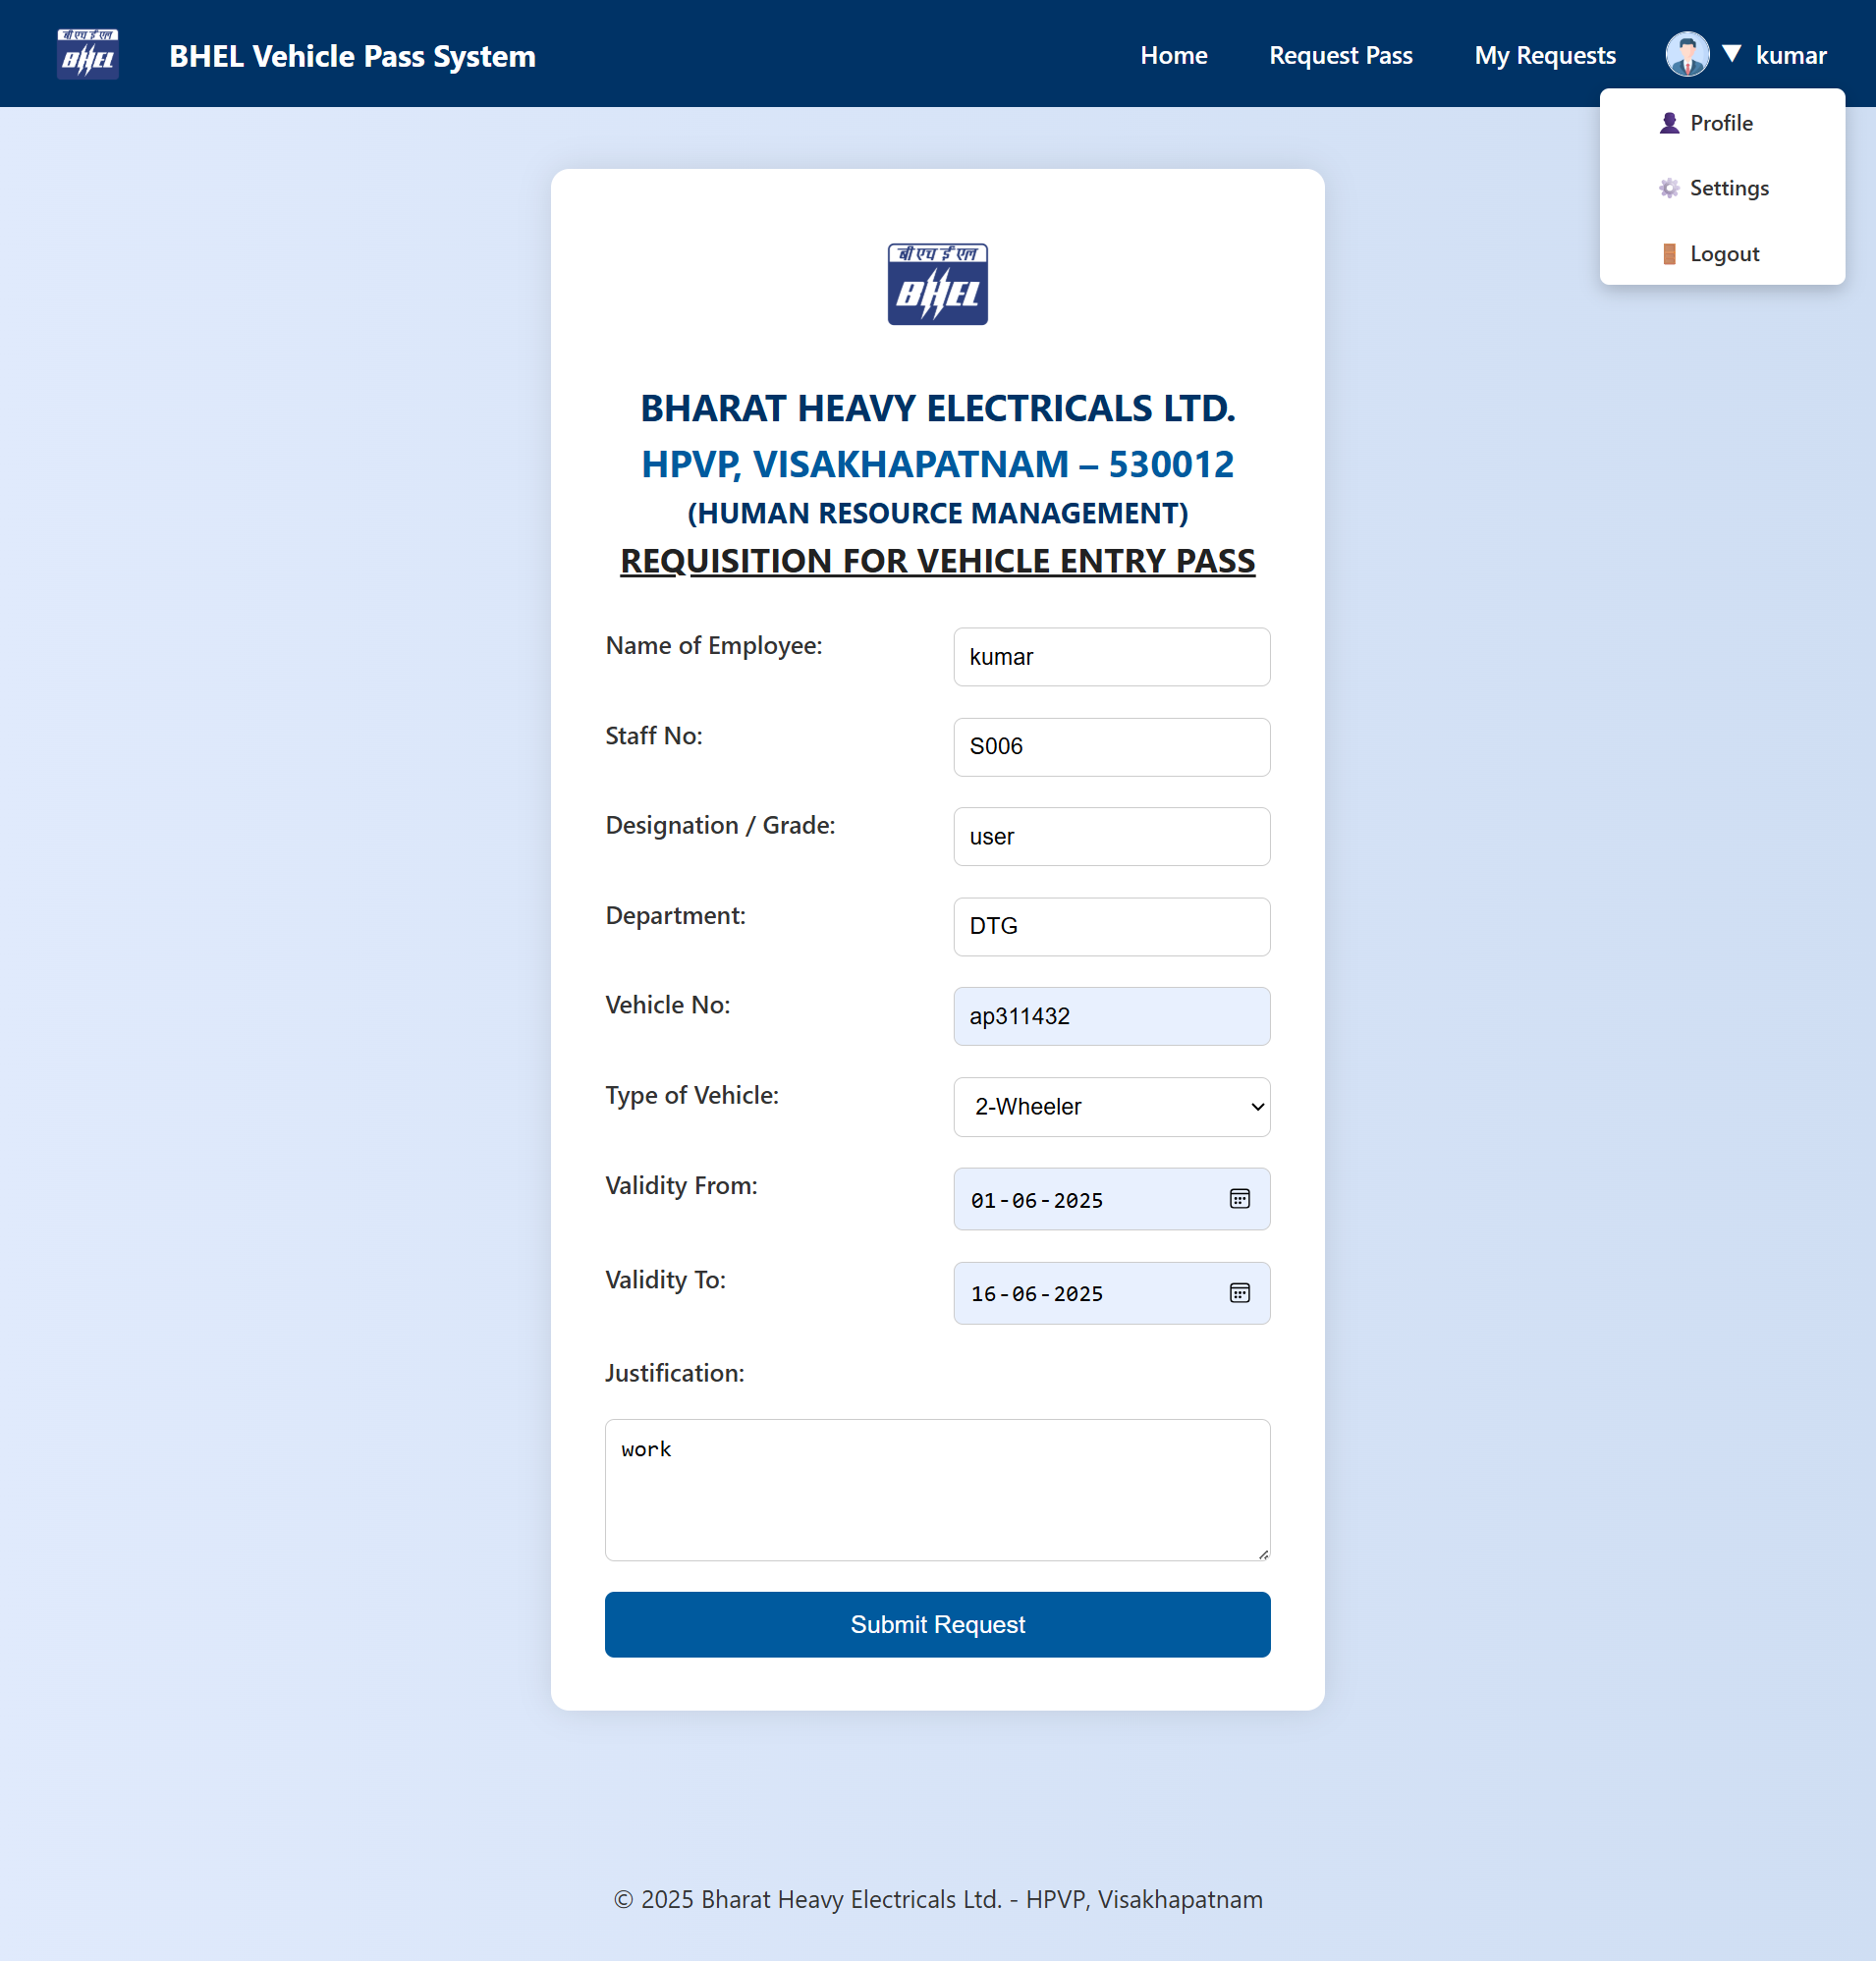 बी एच ई एल
BHEL
BHEL Vehicle Pass System
Home
Request Pass
My Requests
▼ kumar
Profile
Settings
Logout
बी एच ई एल
BHEL
BHARAT HEAVY ELECTRICALS LTD.
HPVP, VISAKHAPATNAM – 530012
(HUMAN RESOURCE MANAGEMENT)
REQUISITION FOR VEHICLE ENTRY PASS
Name of Employee: kumar
Staff No: S006
Designation / Grade: user
Department: DTG
Vehicle No: ap311432
Type of Vehicle: 2-Wheeler
Validity From: 01-06-2025
Validity To: 16-06-2025
Justification:
work
Submit Request
© 2025 Bharat Heavy Electricals Ltd. - HPVP, Visakhapatnam